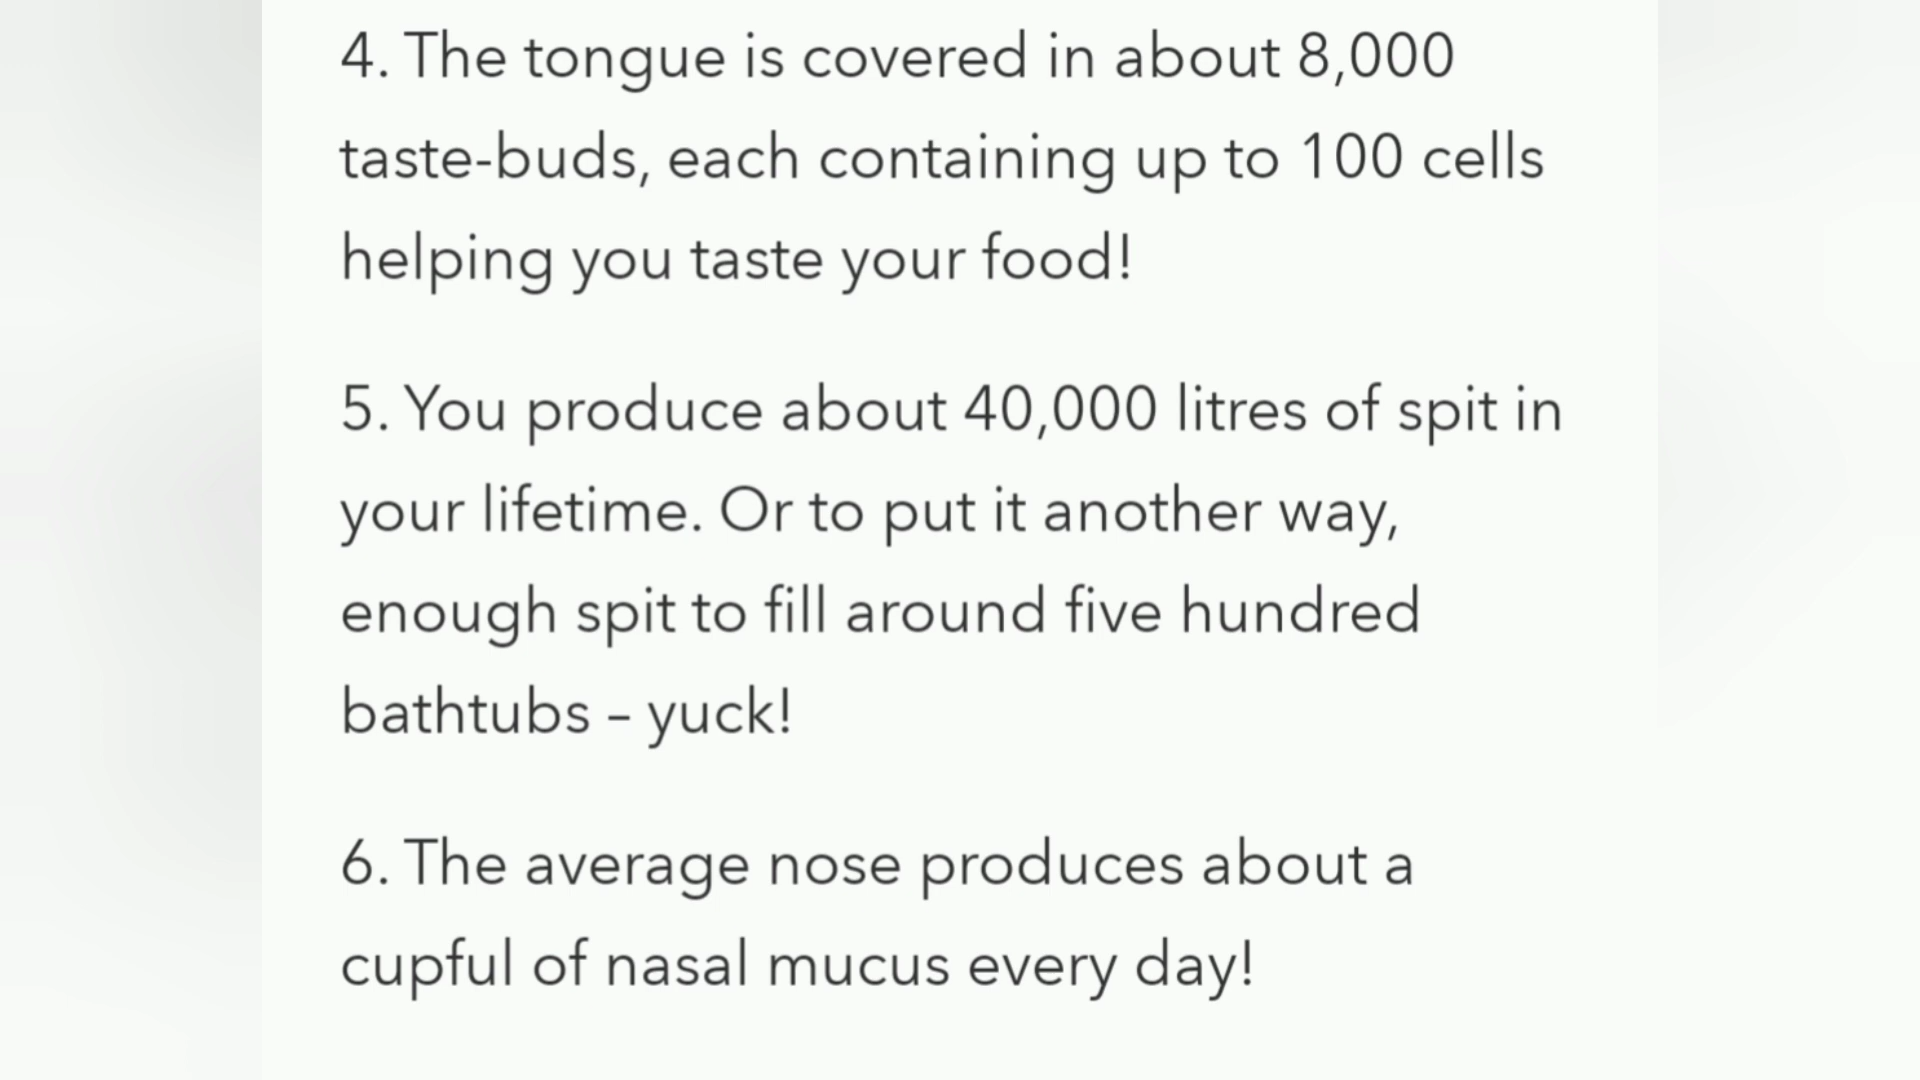 4. The tongue is covered in about 8,000
taste-buds, each containing up to 100 cells
helping you taste your food!
5. You produce about 40,000 litres of spit in
your lifetime. Or to put it another way,
enough spit to fill around five hundred
bathtubs – yuck!
6. The average nose produces about a
cupful of nasal mucus every day!